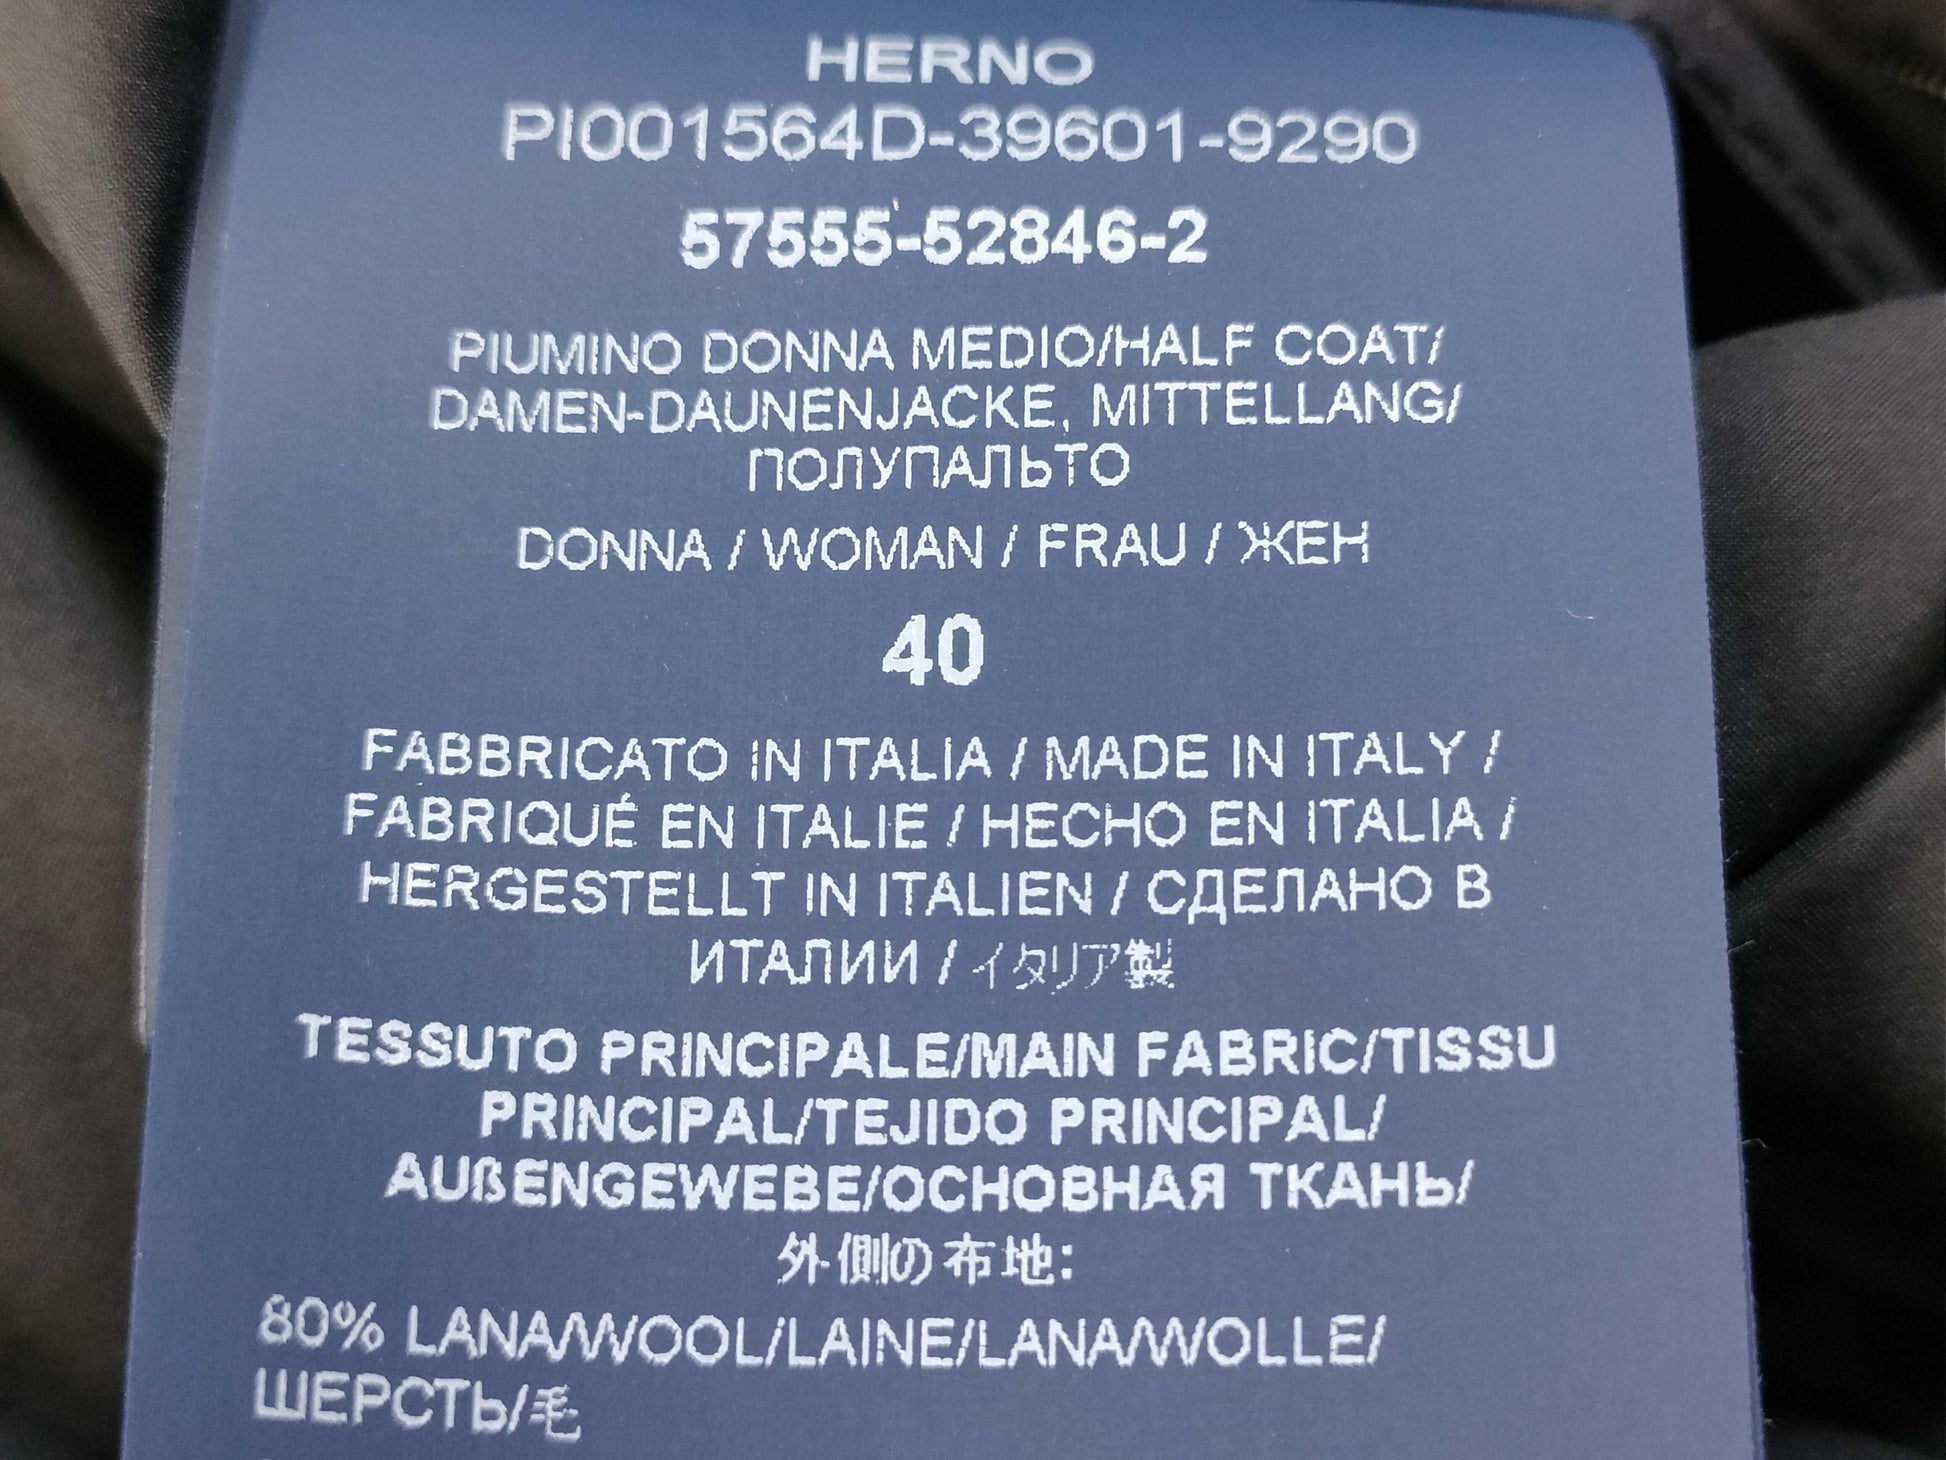 HERNO
PI001564D-39601-9290
57555-52846-2
PIUMINO DONNA MEDIO/HALF COAT/
DAMEN-DAUNENJACKE, MITTELLANG/
ПОЛУПАЛЬТО
DONNA / WOMAN / FRAU / ЖЕН
40
FABBRICATO IN ITALIA / MADE IN ITALY /
FABRIQUÉ EN ITALIE / HECHO EN ITALIA /
HERGESTELLT IN ITALIEN / СДЕЛАНО В
ИТАЛИИ / イタリア製
TESSUTO PRINCIPALE/MAIN FABRIC/TISSU
PRINCIPAL/TEJIDO PRINCIPAL/
AUßENGEWEBE/ОСНОВНАЯ ТКАНЬ/
外側の布地:
80% LANA/WOOL/LAINE/LANA/WOLLE/
ШЕРСТЬ/毛